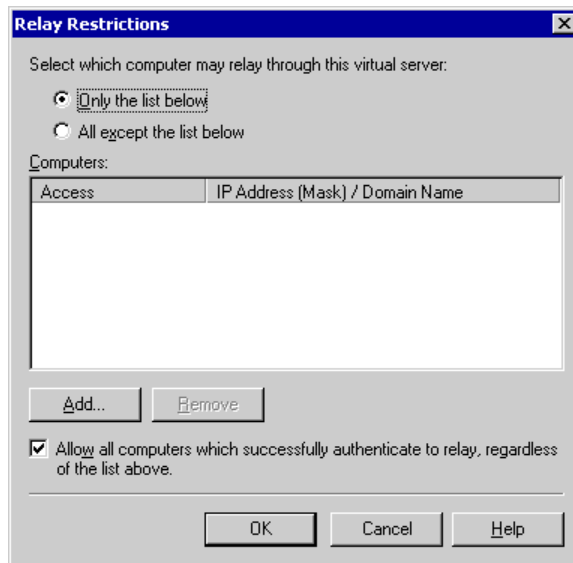 Relay Restrictions
Select which computer may relay through this virtual server:
Only the list below
All except the list below
Computers:
Access IP Address (Mask) / Domain Name
Add... Remove
Allow all computers which successfully authenticate to relay, regardless
of the list above.
OK Cancel Help